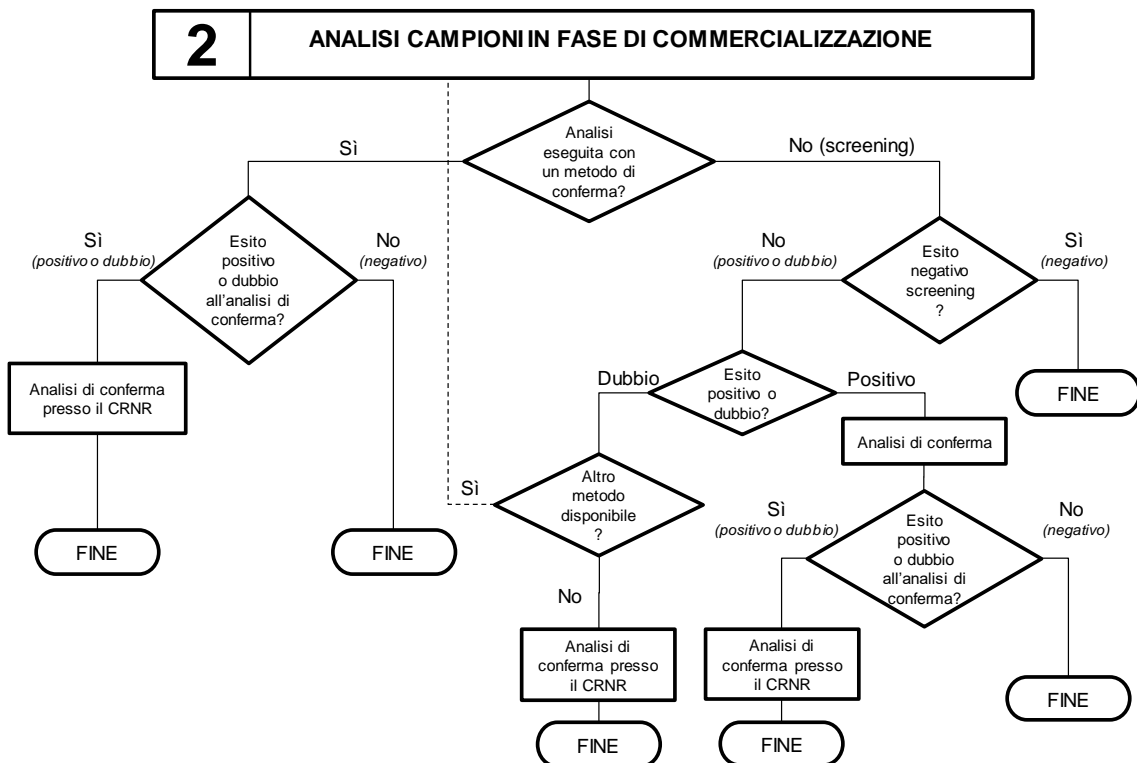 2
ANALISI CAMPIONI IN FASE DI COMMERCIALIZZAZIONE
Analisi
eseguita con
un metodo di
conferma?
Sì
No (screening)
Esito
positivo
o dubbio
all'analisi di
conferma?
Sì
(positivo o dubbio)
No
(negativo)
Analisi di conferma
presso il CRNR
FINE
FINE
Esito
negativo
screening
?
No
(positivo o dubbio)
Sì
(negativo)
FINE
Esito
positivo o
dubbio?
Dubbio
Positivo
Analisi di conferma
Altro
metodo
disponibile
?
Sì
No
Analisi di
conferma presso
il CRNR
FINE
Esito
positivo
o dubbio
all'analisi di
conferma?
Sì
(positivo o dubbio)
No
(negativo)
Analisi di
conferma presso
il CRNR
FINE
FINE